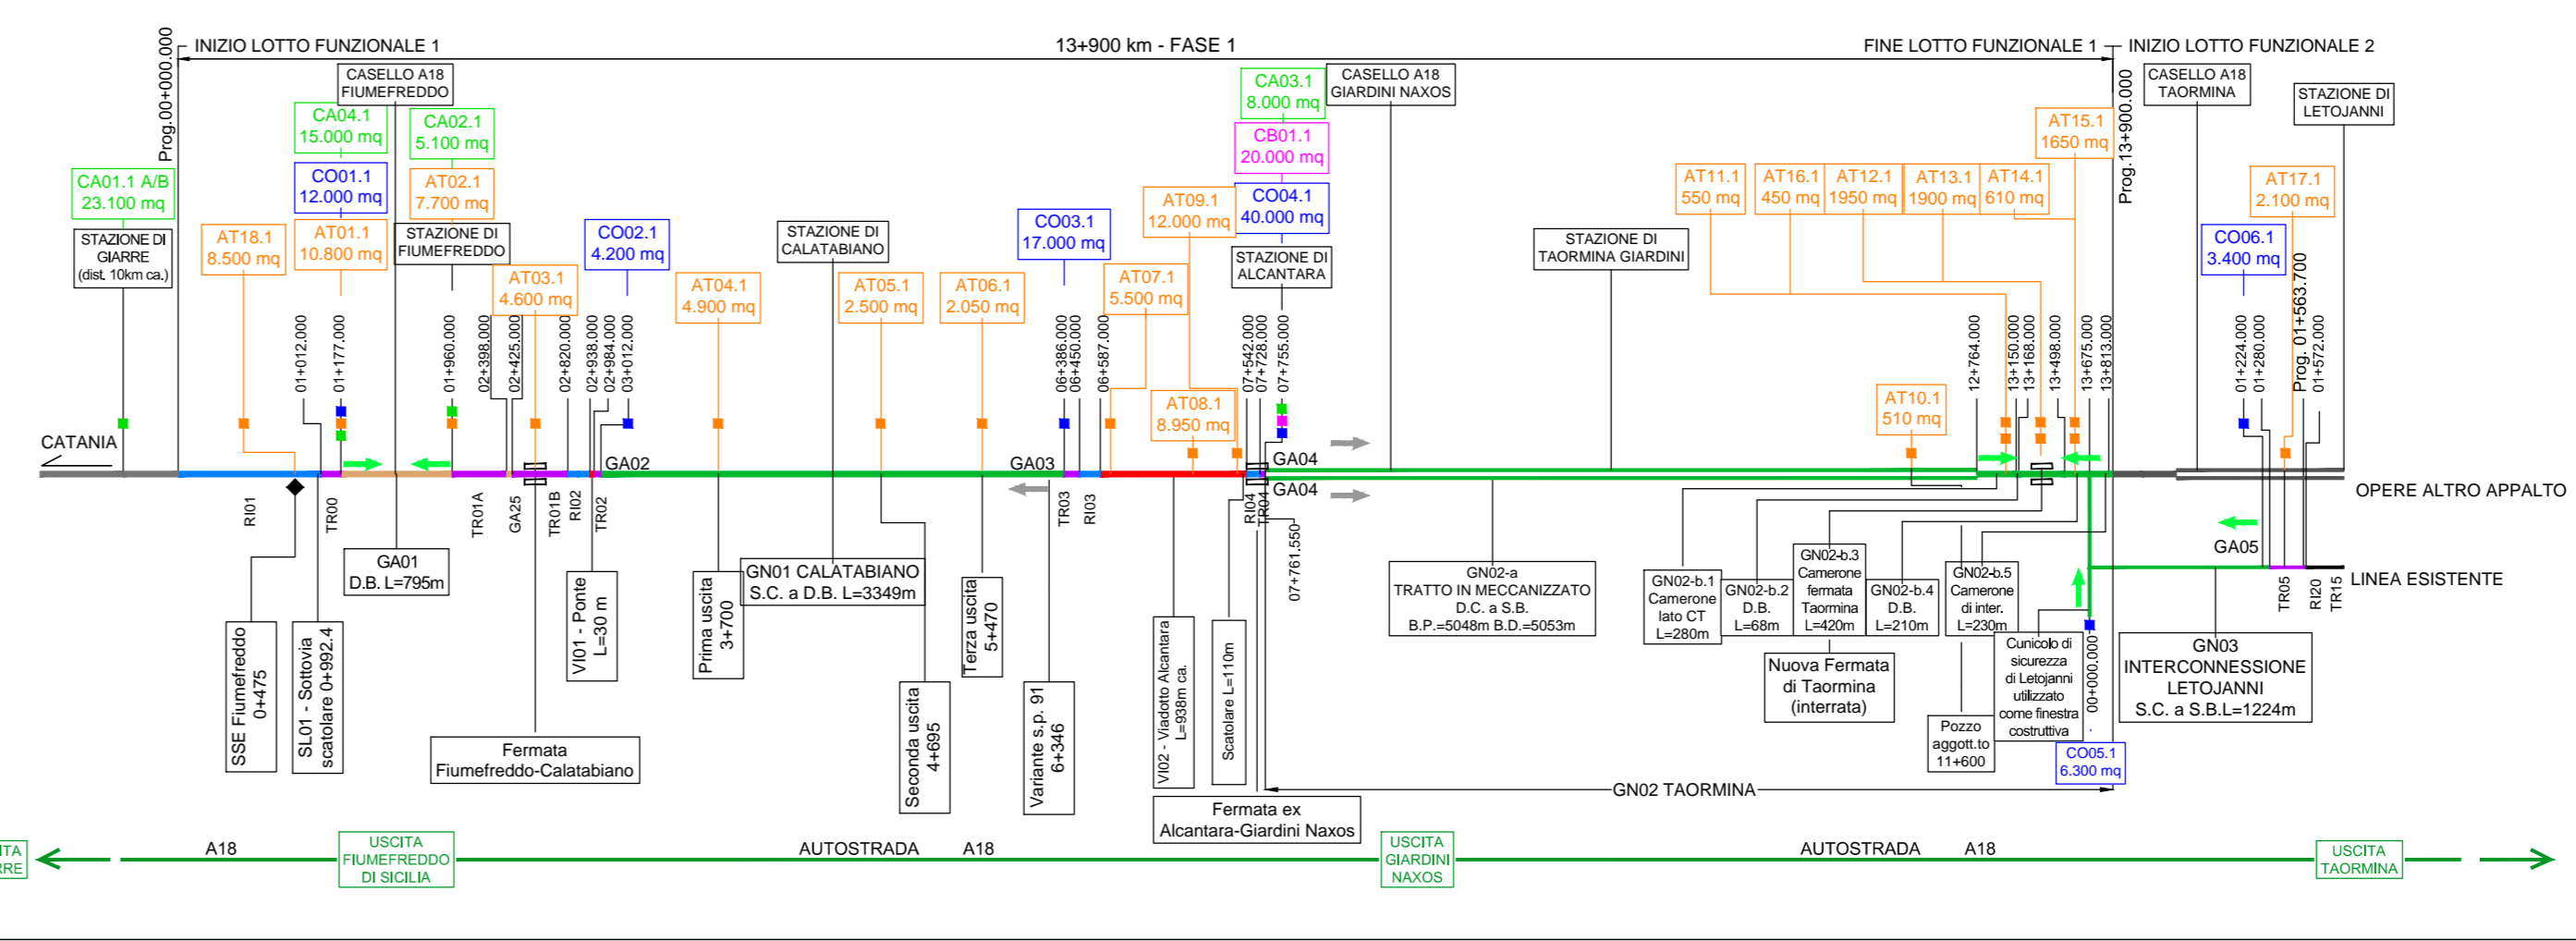 INIZIO LOTTO FUNZIONALE 1
13+900 km - FASE 1
FINE LOTTO FUNZIONALE 1
INIZIO LOTTO FUNZIONALE 2
Prog.00+000.000
Prog.13+900.000
CASELLO A18
FIUMEFREDDO
CASELLO A18
GIARDINI NAXOS
CASELLO A18
TAORMINA
STAZIONE DI
LETOJANNI
CA01.1 A/B
23.100 mq
STAZIONE DI
GIARRE
(dist. 10km ca.)
AT18.1
8.500 mq
CA04.1
15.000 mq
CO01.1
12.000 mq
AT01.1
10.800 mq
CA02.1
5.100 mq
AT02.1
7.700 mq
STAZIONE DI
FIUMEFREDDO
AT03.1
4.600 mq
CO02.1
4.200 mq
AT04.1
4.900 mq
STAZIONE DI
CALATABIANO
AT05.1
2.500 mq
AT06.1
2.050 mq
CO03.1
17.000 mq
AT07.1
5.500 mq
AT09.1
12.000 mq
AT08.1
8.950 mq
CA03.1
8.000 mq
CB01.1
20.000 mq
CO04.1
40.000 mq
STAZIONE DI
ALCANTARA
STAZIONE DI
TAORMINA GIARDINI
AT11.1
550 mq
AT16.1
450 mq
AT12.1
1950 mq
AT13.1
1900 mq
AT14.1
610 mq
AT15.1
1650 mq
AT10.1
510 mq
CO06.1
3.400 mq
AT17.1
2.100 mq
01+012.000
01+177.000
01+960.000
02+398.000
02+425.000
02+820.000
02+938.000
02+984.000
03+012.000
06+386.000
06+450.000
06+587.000
07+542.000
07+728.000
07+755.000
12+764.000
13+150.000
13+168.000
13+498.000
13+675.000
13+813.000
01+224.000
01+280.000
Prog. 01+563.700
01+572.000
CATANIA
GA02
GA03
GA04
GA04
OPERE ALTRO APPALTO
RI01
TR00
TR01A
GA25
TR01B
RI02
TR02
TR03
RI03
RI04
TR04
07+761.550
GA05
LINEA ESISTENTE
TR05
RI20
TR15
SSE Fiumefreddo
0+475
SL01 - Sottovia
scatolare 0+992.4
GA01
D.B. L=795m
Fermata
Fiumefreddo-Calatabiano
VI01 - Ponte
L=30 m
Prima uscita
3+700
GN01 CALATABIANO
S.C. a D.B. L=3349m
Seconda uscita
4+695
Terza uscita
5+470
Variante s.p. 91
6+346
VI02 - Viadotto Alcantara
L=938m ca.
Scatolare L=110m
Fermata ex
Alcantara-Giardini Naxos
GN02-a
TRATTO IN MECCANIZZATO
D.C. a S.B.
B.P.=5048m B.D.=5053m
GN02-b.1
Camerone
lato CT
L=280m
GN02-b.2
D.B.
L=68m
GN02-b.3
Camerone
fermata
Taormina
L=420m
GN02-b.4
D.B.
L=210m
GN02-b.5
Camerone
di inter.
L=230m
Nuova Fermata
di Taormina
(interrata)
Pozzo
aggott.to
11+600
Cunicolo di
sicurezza
di Letojanni
utilizzato
come finestra
costruttiva
00+000.000
CO05.1
6.300 mq
GN03
INTERCONNESSIONE
LETOJANNI
S.C. a S.B.L=1224m
GN02 TAORMINA
ITA
RRE
A18
USCITA
FIUMEFREDDO
DI SICILIA
AUTOSTRADA A18
USCITA
GIARDINI
NAXOS
AUTOSTRADA A18
USCITA
TAORMINA